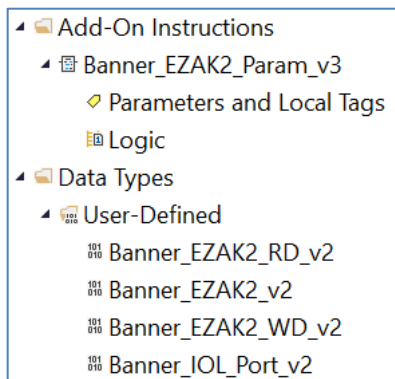 Add-On Instructions
Banner_EZAK2_Param_v3
Parameters and Local Tags
Logic
Data Types
User-Defined
Banner_EZAK2_RD_v2
Banner_EZAK2_v2
Banner_EZAK2_WD_v2
Banner_IOL_Port_v2